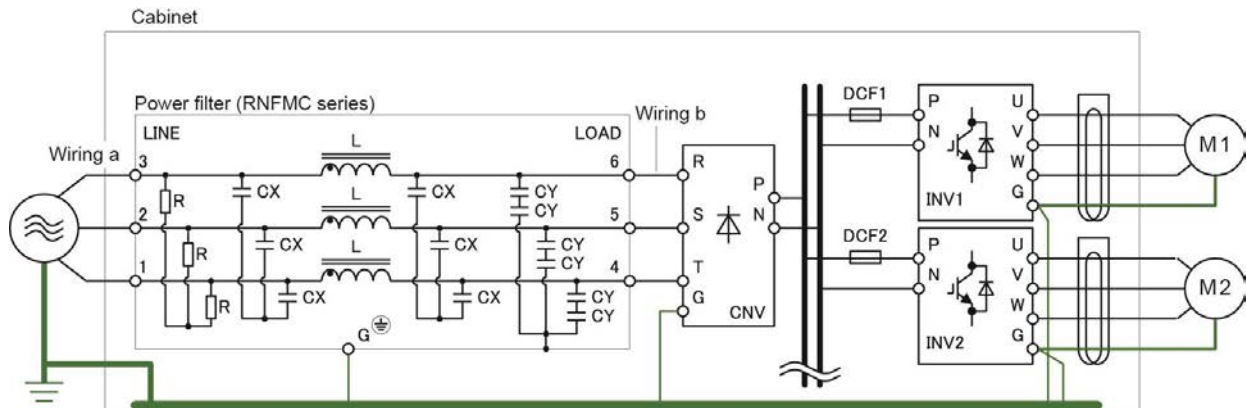 Cabinet
Power filter (RNFMC series)
Wiring b
Wiring a
LINE
LOAD
3
L
6
R
CX
CX
CY
CY
R
2
L
5
S
R
CX
CX
CY
CY
1
L
4
T
R
CX
CX
CY
CY
G
G
CNV
P
N
DCF1
P
N
U
V
W
G
INV1
M1
DCF2
P
N
U
V
W
G
INV2
M2